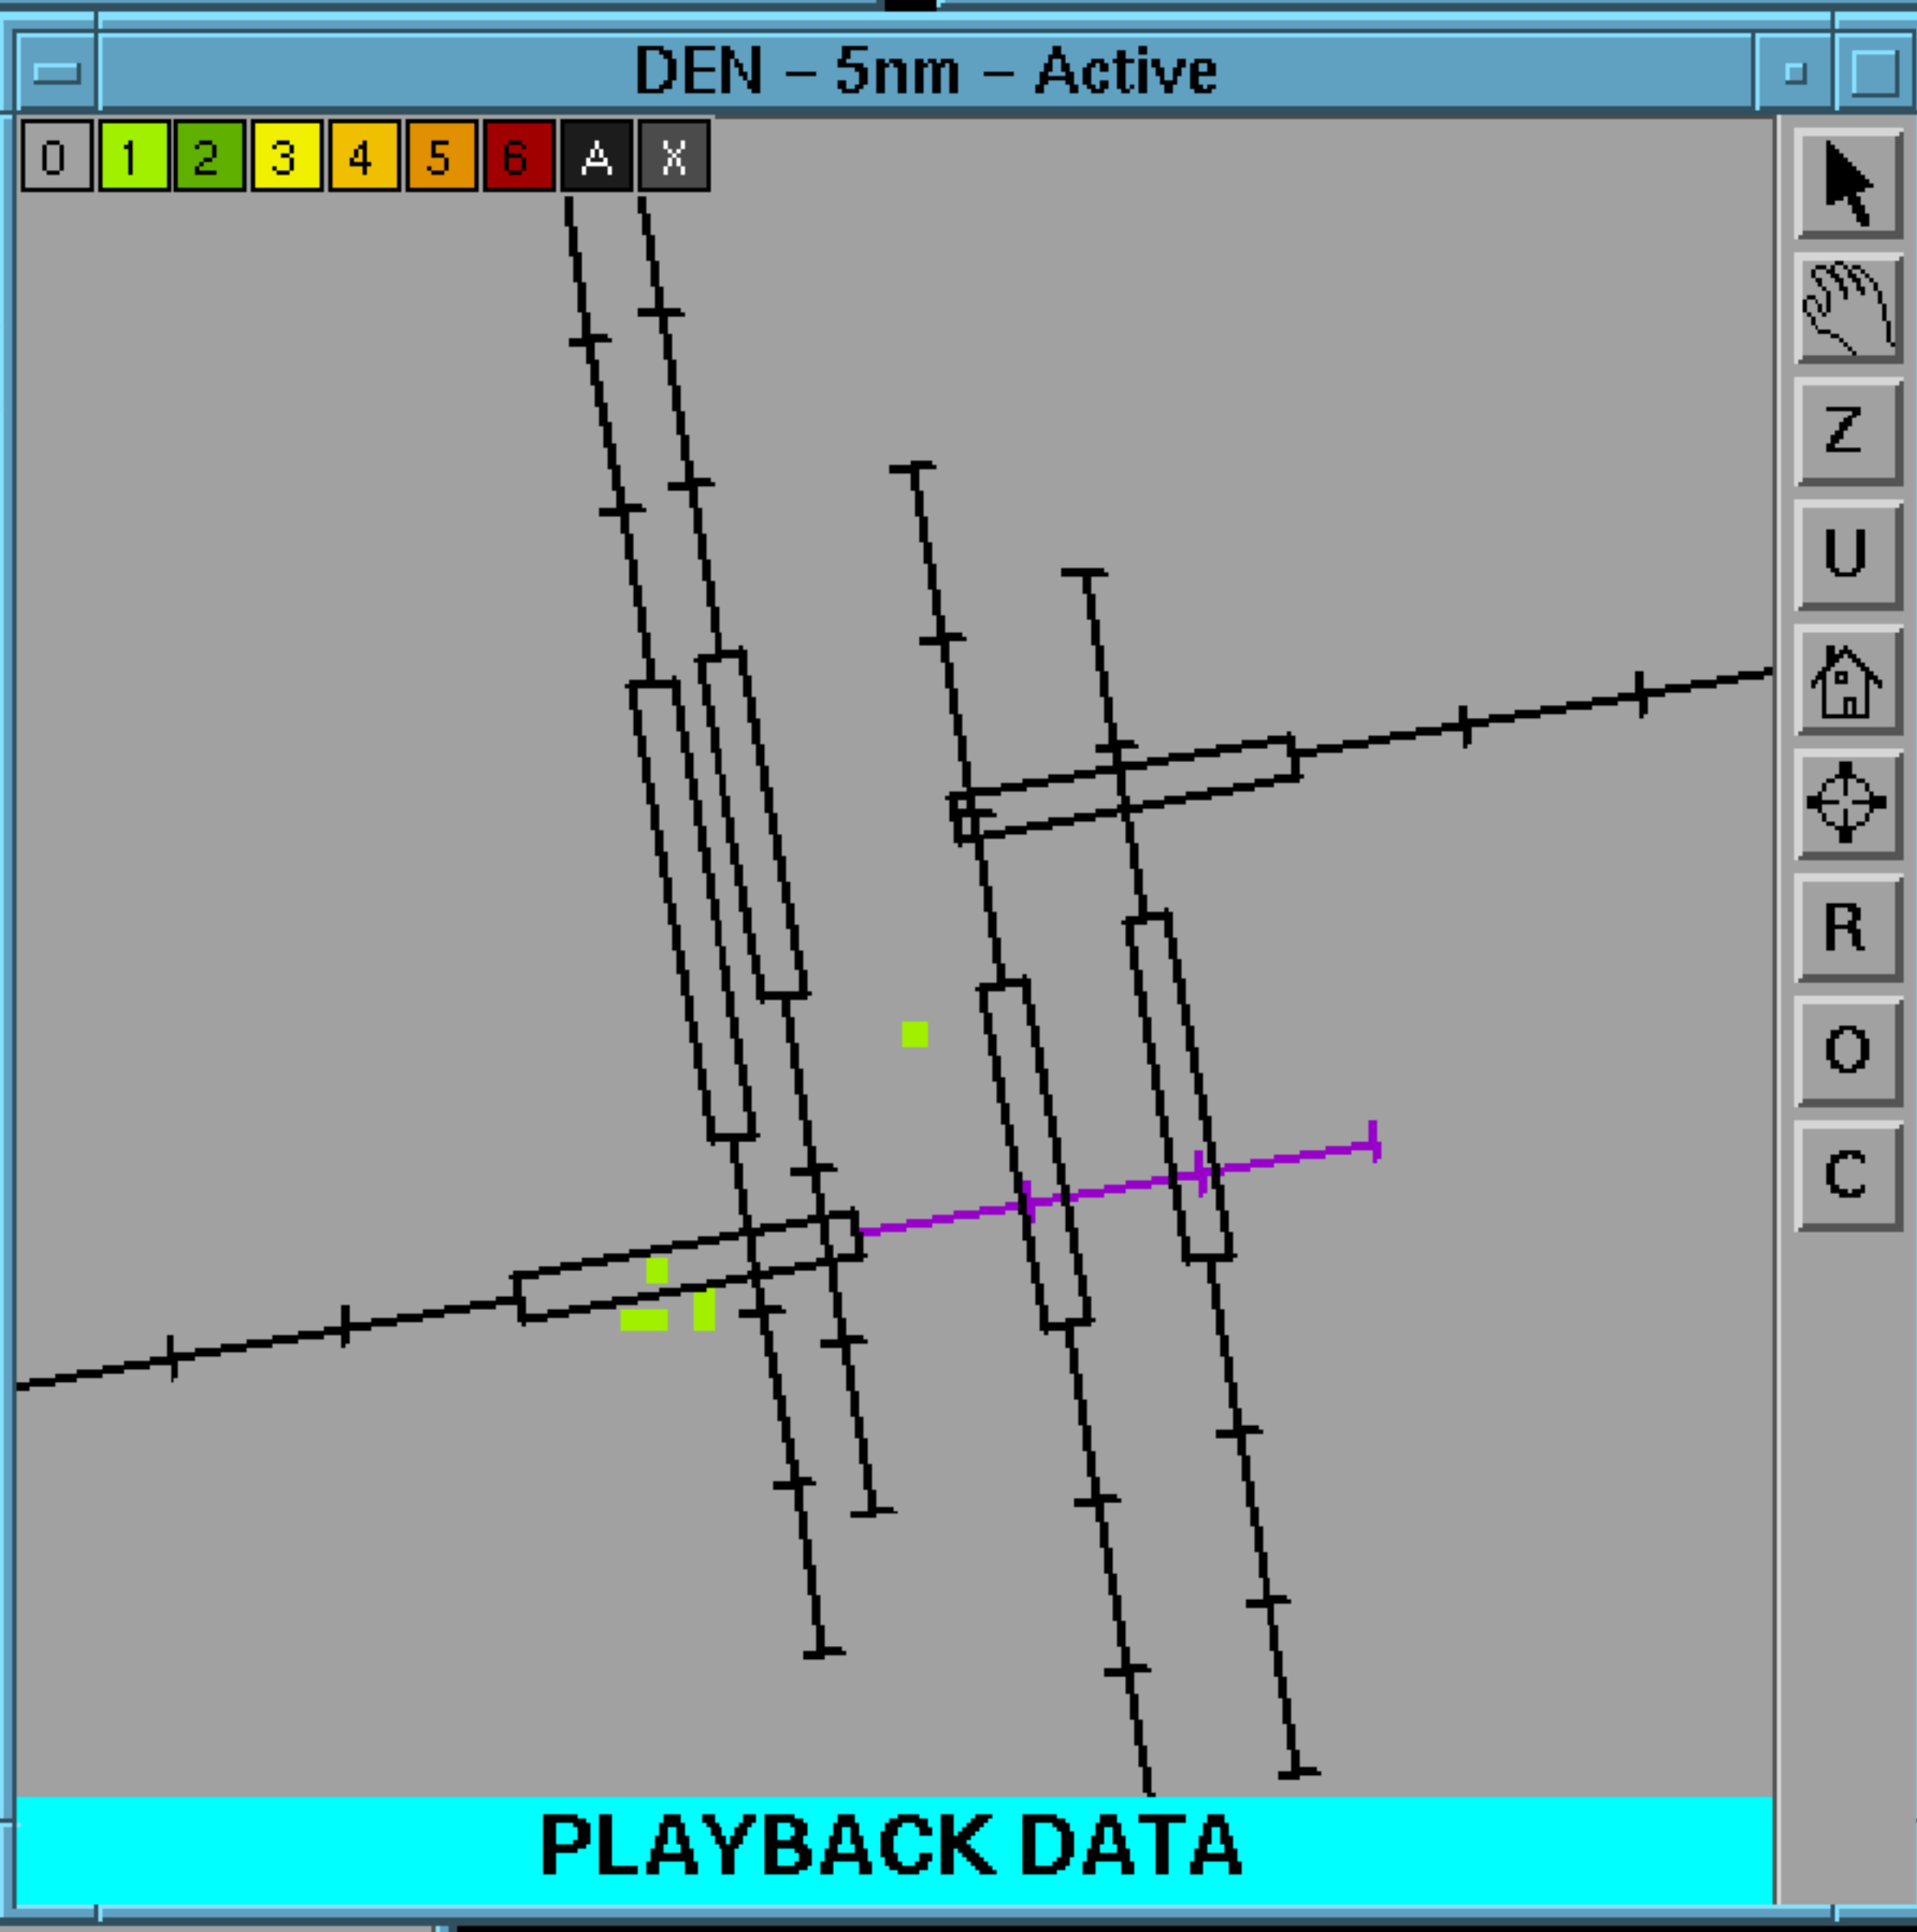 DEN – 5nm – Active
0 1 2 3 4 5 6 A X
Z
U
R
O
C
PLAYBACK DATA